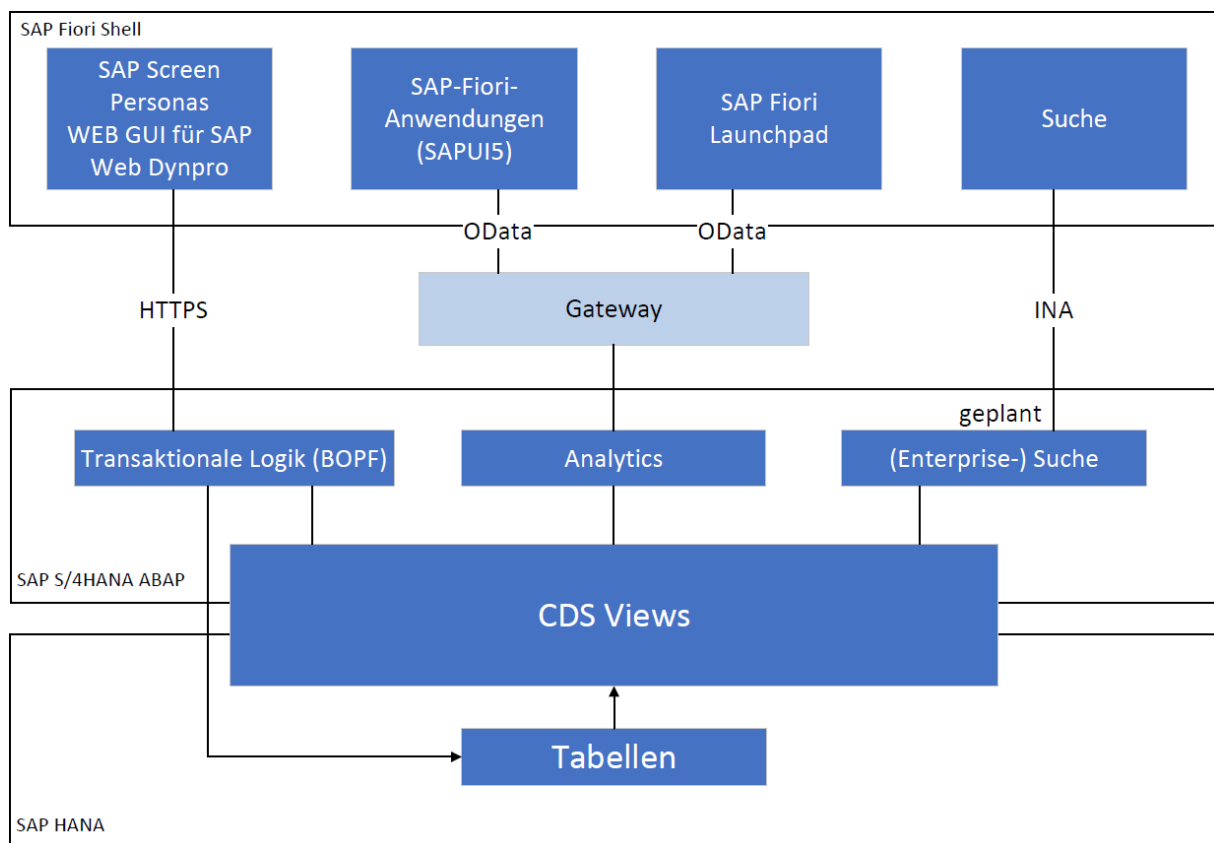 SAP Fiori Shell
SAP Screen
Personas
WEB GUI für SAP
Web Dynpro
SAP-Fiori-
Anwendungen
(SAPUI5)
SAP Fiori
Launchpad
Suche
OData
OData
HTTPS
Gateway
INA
geplant
Transaktionale Logik (BOPF)
Analytics
(Enterprise-) Suche
SAP S/4HANA ABAP
CDS Views
Tabellen
SAP HANA